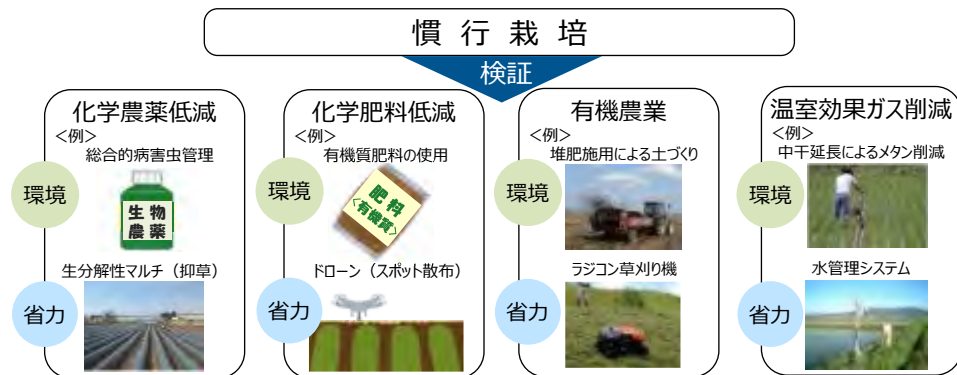 慣行栽培
検証
化学農薬低減
<例>
総合的病害虫管理
環境
生物
農薬
生分解性マルチ（抑草）
省力
化学肥料低減
<例>
有機質肥料の使用
環境
肥料
<有機質>
ドローン（スポット散布）
省力
有機農業
<例>
堆肥施用による土づくり
環境
ラジコン草刈り機
省力
温室効果ガス削減
<例>
中干延長によるメタン削減
環境
水管理システム
省力